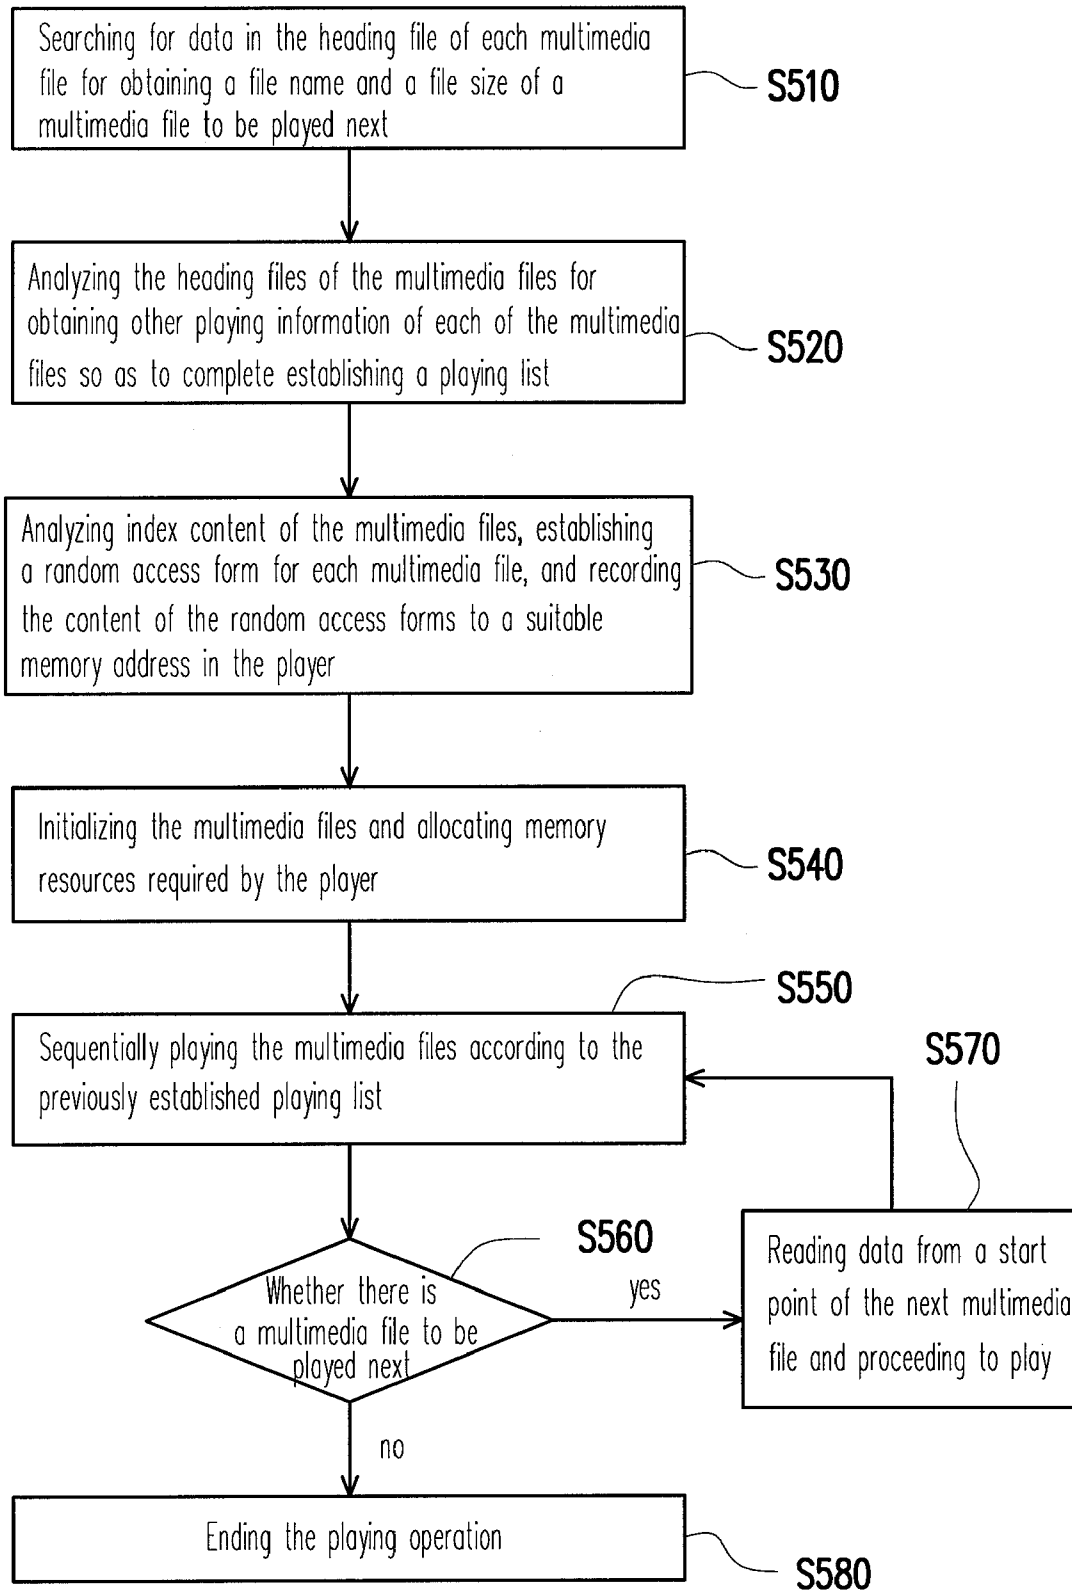 Searching for data in the heading file of each multimedia
file for obtaining a file name and a file size of a
multimedia file to be played next
S510
Analyzing the heading files of the multimedia files for
obtaining other playing information of each of the multimedia
files so as to complete establishing a playing list
S520
Analyzing index content of the multimedia files, establishing
a random access form for each multimedia file, and recording
the content of the random access forms to a suitable
memory address in the player
S530
Initializing the multimedia files and allocating memory
resources required by the player
S540
S550
Sequentially playing the multimedia files according to the
previously established playing list
S570
S560
Whether there is
a multimedia file to be
played next
yes
Reading data from a start
point of the next multimedia
file and proceeding to play
no
Ending the playing operation
S580